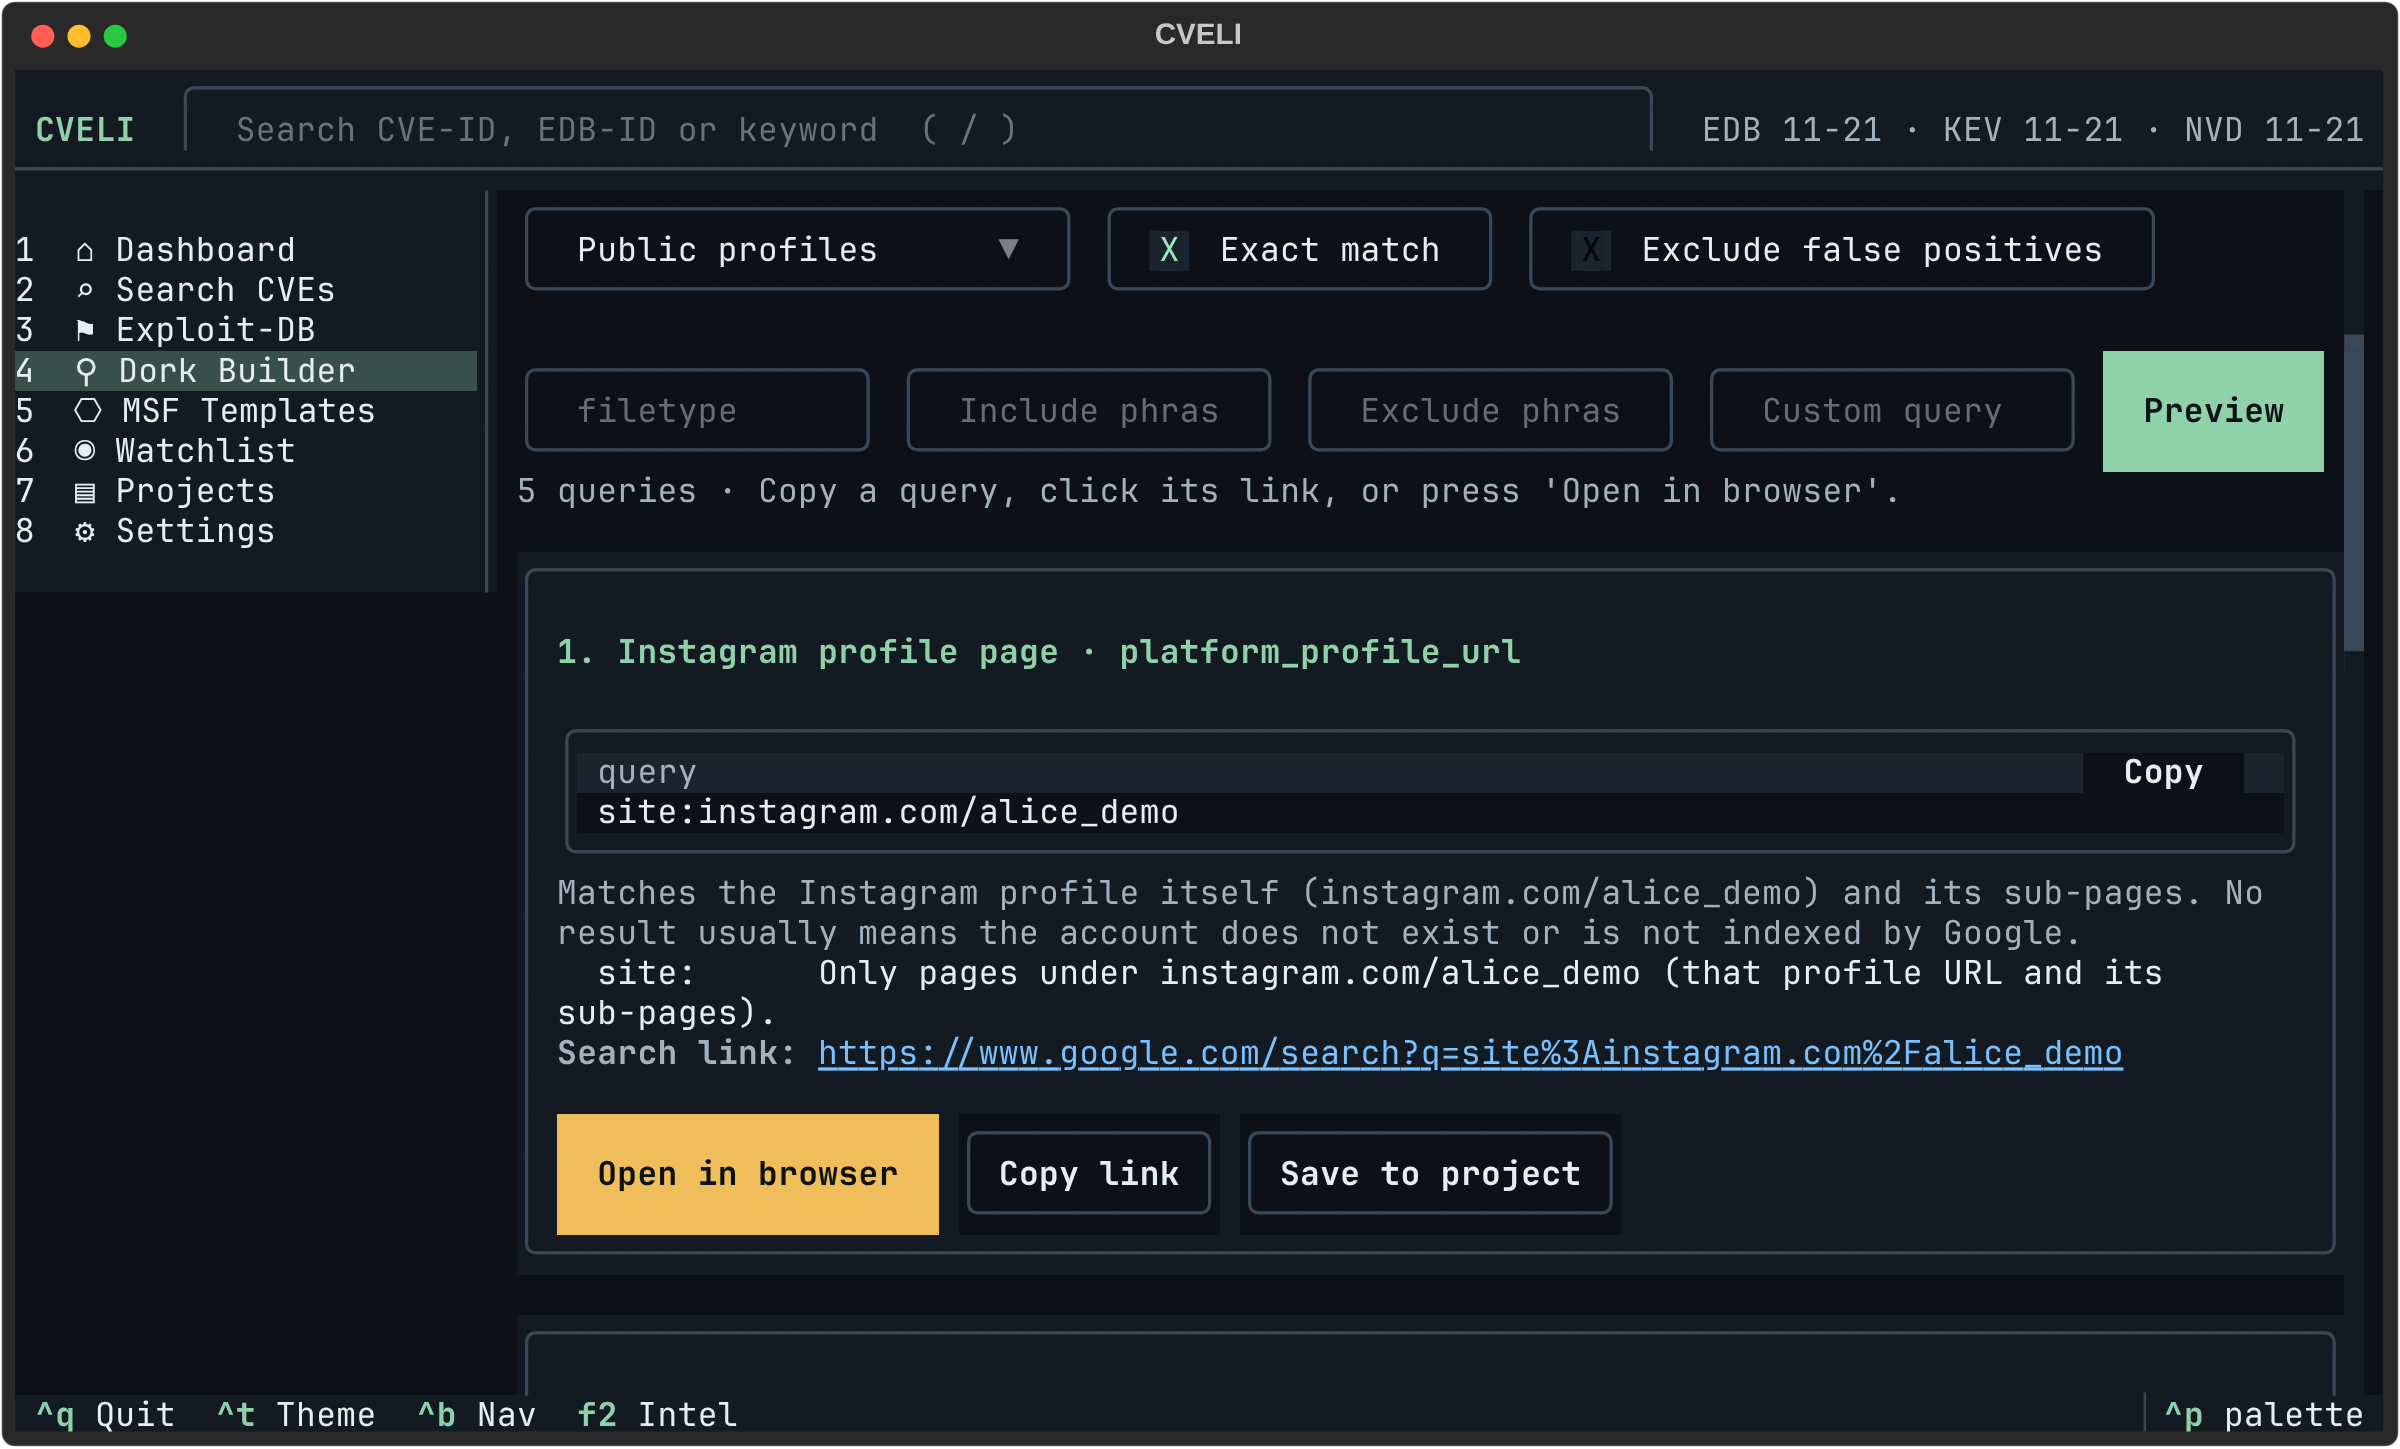 CVELI
CVELI Search CVE-ID, EDB-ID or keyword ( / ) EDB 11-21 · KEV 11-21 · NVD 11-21
1 ⌂ Dashboard
2 ⌕ Search CVEs
3 ⚑ Exploit-DB
4 ⚲ Dork Builder
5 ⎔ MSF Templates
6 ◉ Watchlist
7 ▤ Projects
8 ⚙ Settings
Public profiles ▼ X Exact match X Exclude false positives
filetype Include phras Exclude phras Custom query Preview
5 queries · Copy a query, click its link, or press 'Open in browser'.
1. Instagram profile page · platform_profile_url
query Copy
site:instagram.com/alice_demo
Matches the Instagram profile itself (instagram.com/alice_demo) and its sub-pages. No
result usually means the account does not exist or is not indexed by Google.
site: Only pages under instagram.com/alice_demo (that profile URL and its
sub-pages).
Search link: https://www.google.com/search?q=site%3Ainstagram.com%2Falice_demo
Open in browser Copy link Save to project
^q Quit ^t Theme ^b Nav f2 Intel ^p palette